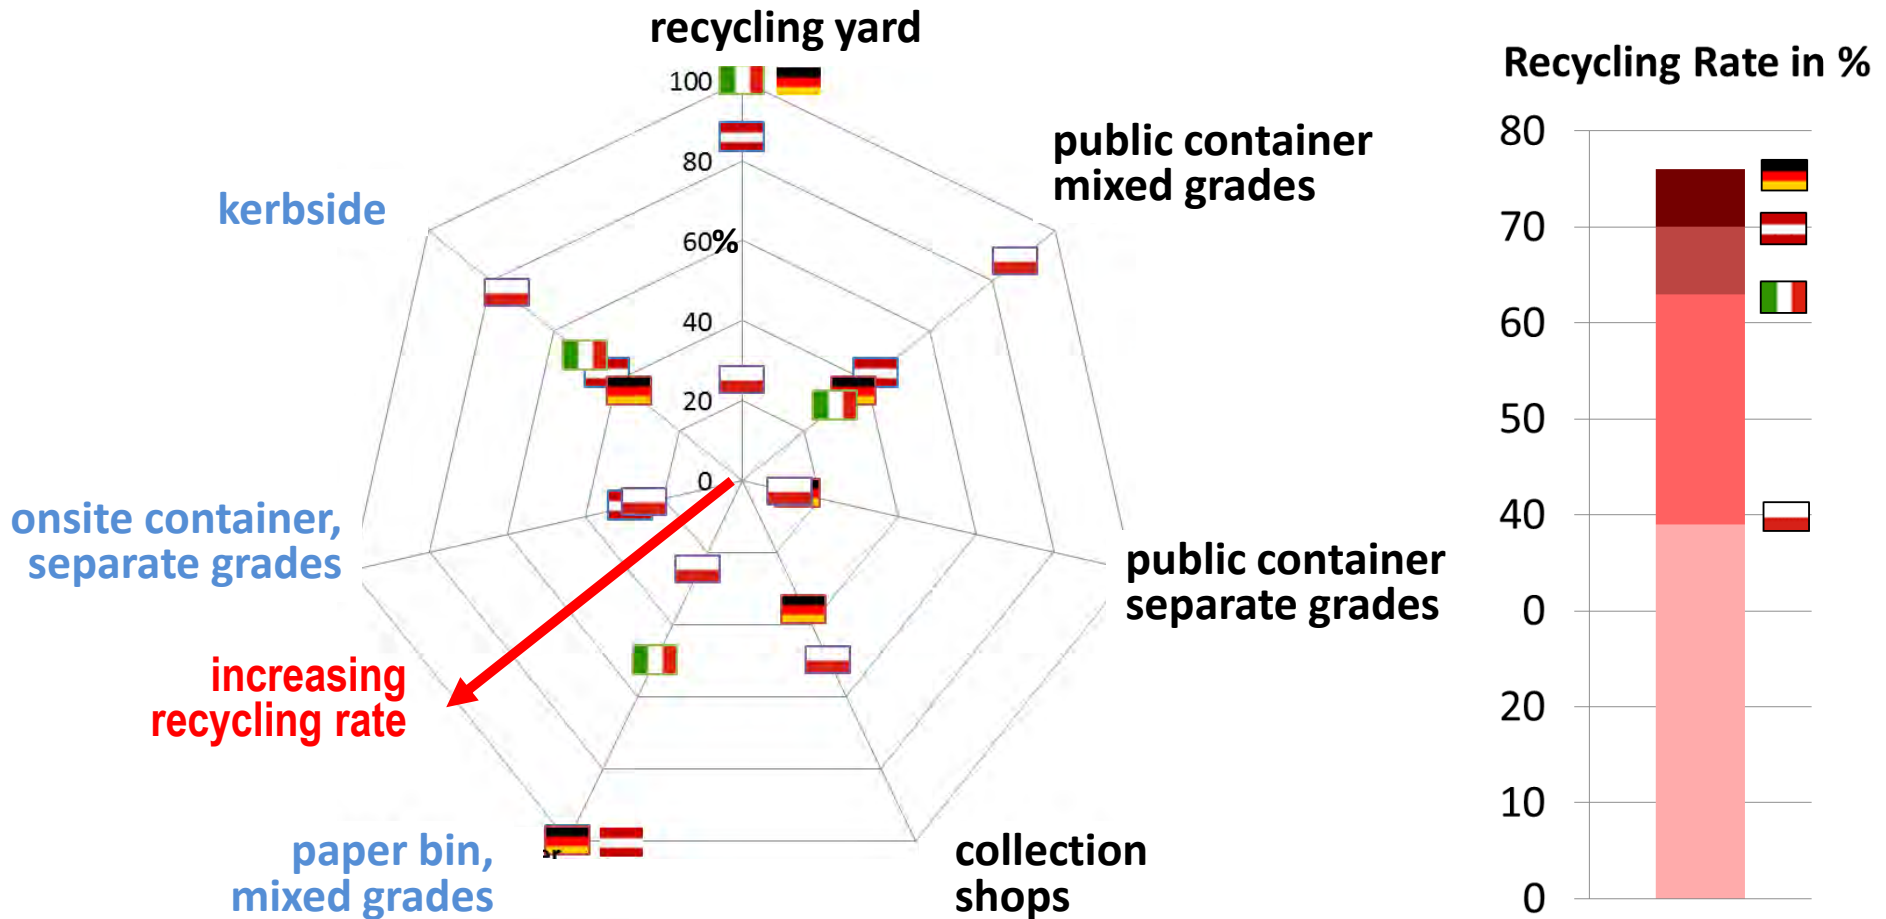 recycling yard
Recycling Rate in %
100
80
60%
40
20
0
public container
mixed grades
kerbside
onsite container,
separate grades
public container
separate grades
increasing
recycling rate
paper bin,
mixed grades
er
collection
shops
80
70
60
50
40
0
20
10
0